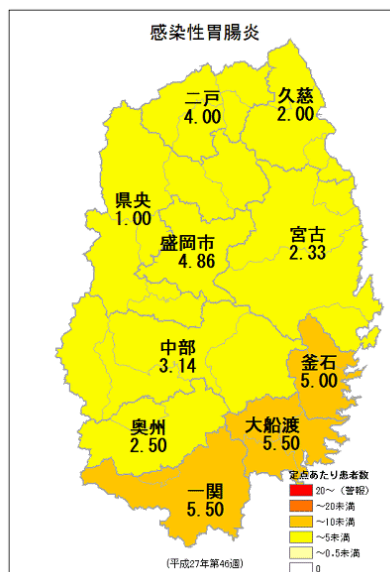 感染性胃腸炎
二戸
4.00
久慈
2.00
県央
1.00
盛岡市
4.86
宮古
2.33
中部
3.14
釜石
5.00
奥州
2.50
大船渡
5.50
一関
5.50
定点あたり患者数
20～（警報）
～20未満
～10未満
～5未満
～0.5未満
0
(平成27年第46週)